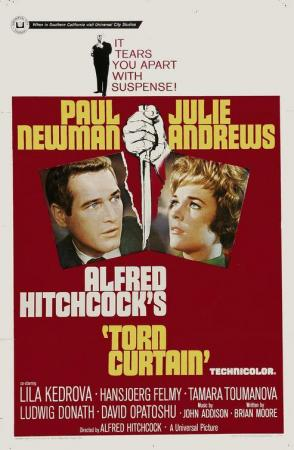 When in Southern California visit Universal City Studios
IT
TEARS
YOU APART
WITH
SUSPENSE!
PAUL NEWMAN
JULIE ANDREWS
ALFRED
HITCHCOCK'S
'TORN
CURTAIN'
TECHNICOLOR®
co-starring
LILA KEDROVA · HANSJOERG FELMY · TAMARA TOUMANOVA
LUDWIG DONATH · DAVID OPATOSHU · Music by JOHN ADDISON · Written by BRIAN MOORE
Directed by ALFRED HITCHCOCK · A Universal Picture